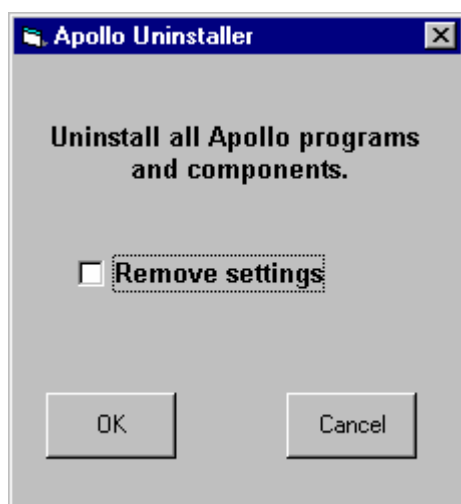 Apollo Uninstaller
Uninstall all Apollo programs
and components.
Remove settings
OK
Cancel